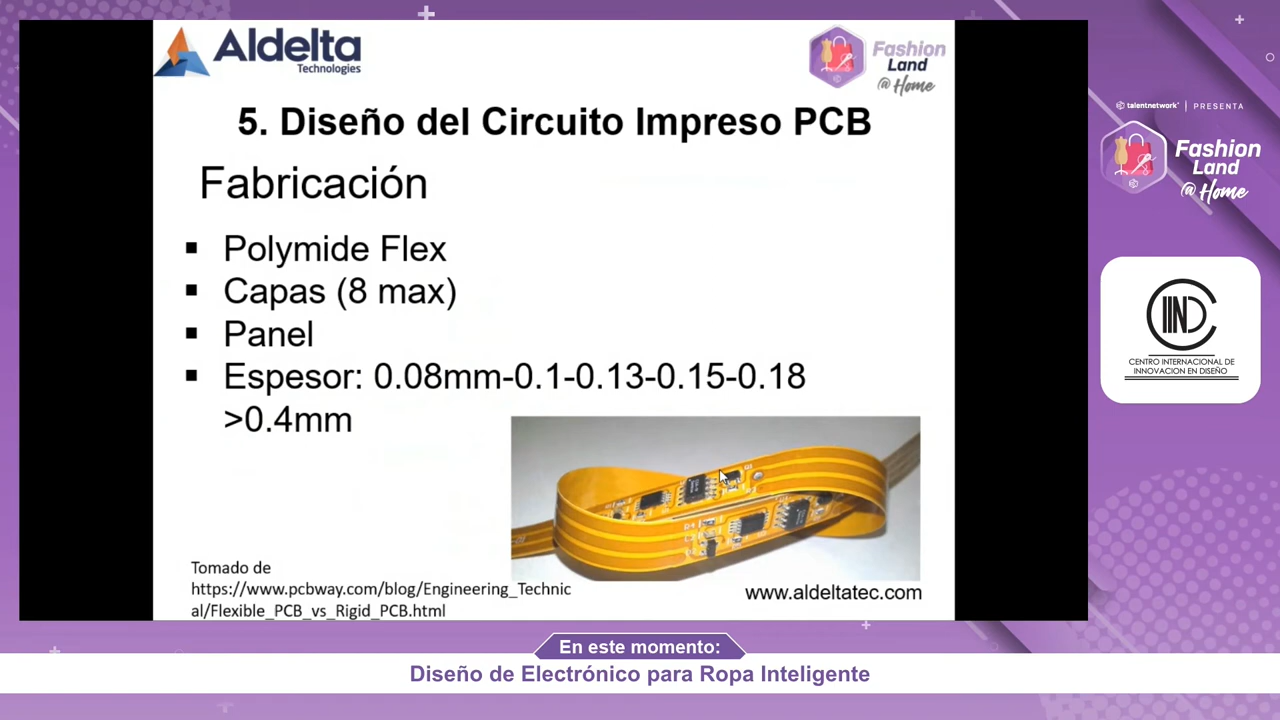 Aldelta
Technologies
Fashion
Land
@ Home
5. Diseño del Circuito Impreso PCB
Fabricación
▪ Polymide Flex
▪ Capas (8 max)
▪ Panel
▪ Espesor: 0.08mm-0.1-0.13-0.15-0.18
>0.4mm
Tomado de
https://www.pcbway.com/blog/Engineering_Technic
al/Flexible_PCB_vs_Rigid_PCB.html
www.aldeltatec.com
talentnetwork | PRESENTA
Fashion
Land
@ Home
CIND
CENTRO INTERNACIONAL DE
INNOVACION EN DISEÑO
En este momento:
Diseño de Electrónico para Ropa Inteligente